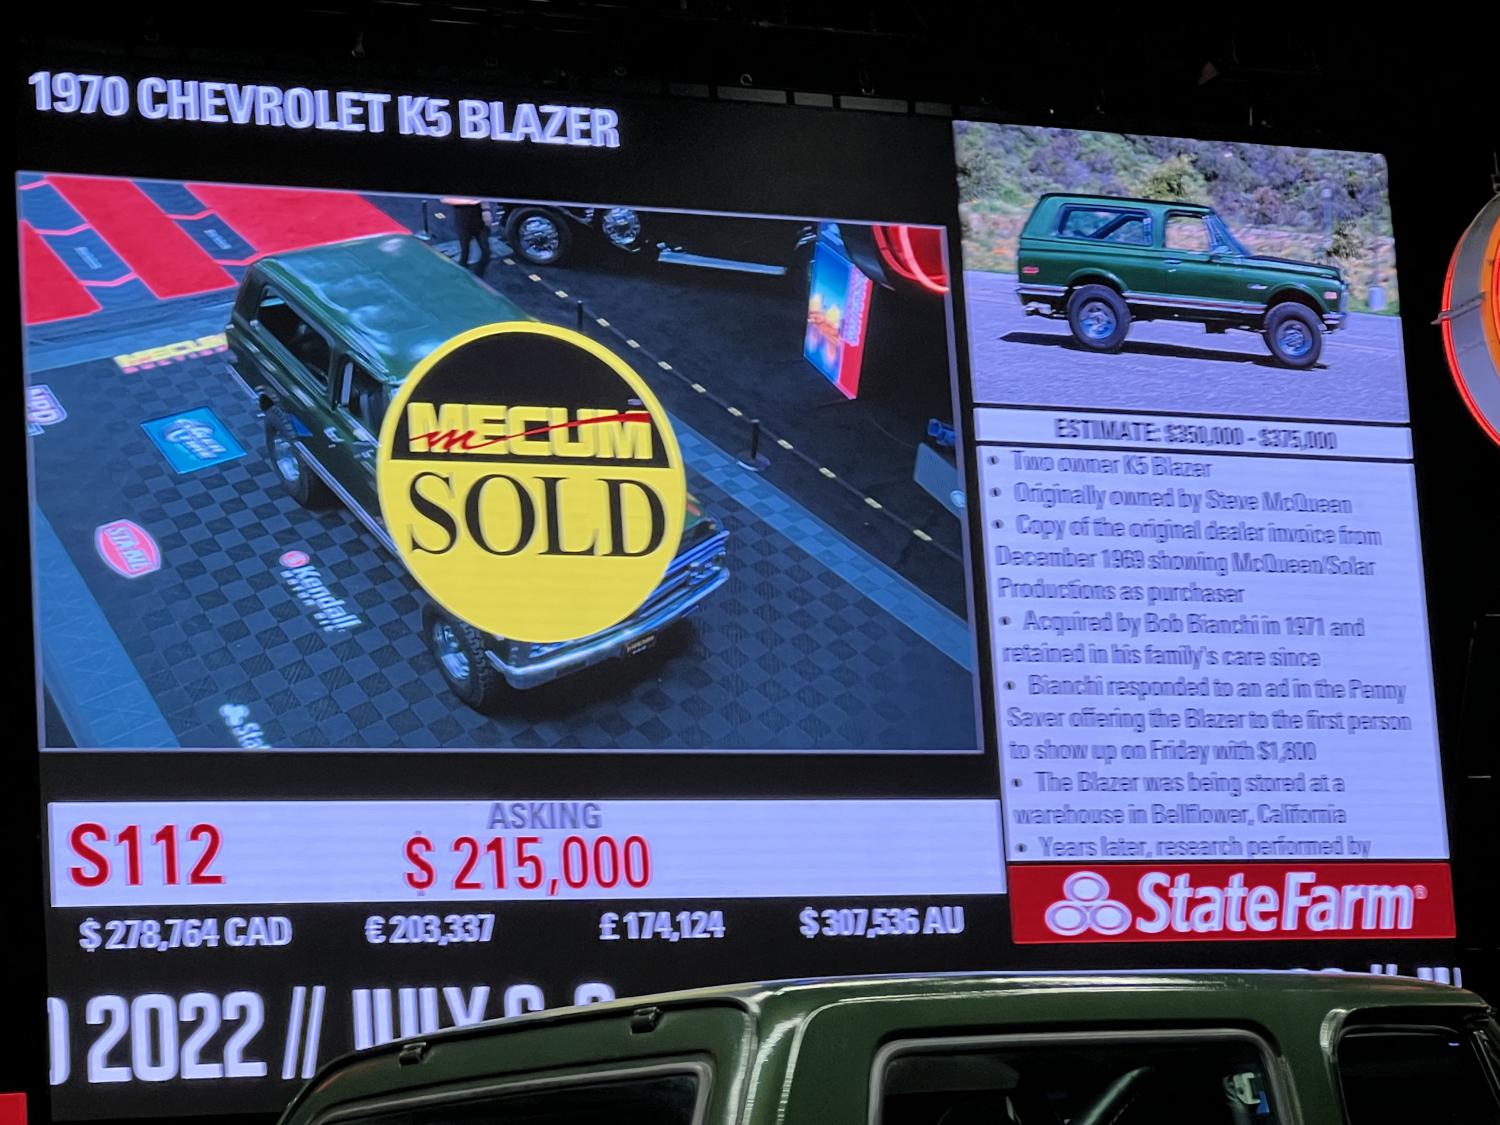 1970 CHEVROLET K5 BLAZER
MECUM
SOLD
MECUM
STANDL
Kendall
ESTIMATE: $350,000 - $375,000
• Two owner K5 Blazer
• Originally owned by Steve McQueen
• Copy of the original dealer invoice from
December 1969 showing McQueen/Solar
Productions as purchaser
• Acquired by Bob Bianchi in 1971 and
retained in his family's care since
• Bianchi responded to an ad in the Penny
Saver offering the Blazer to the first person
to show up on Friday with $1,800
• The Blazer was being stored at a
warehouse in Bellflower, California
• Years later, research performed by
StateFarm®
S112
ASKING
$ 215,000
$ 278,764 CAD € 203,337 £ 174,124 $ 307,536 AU
2022 // JULY